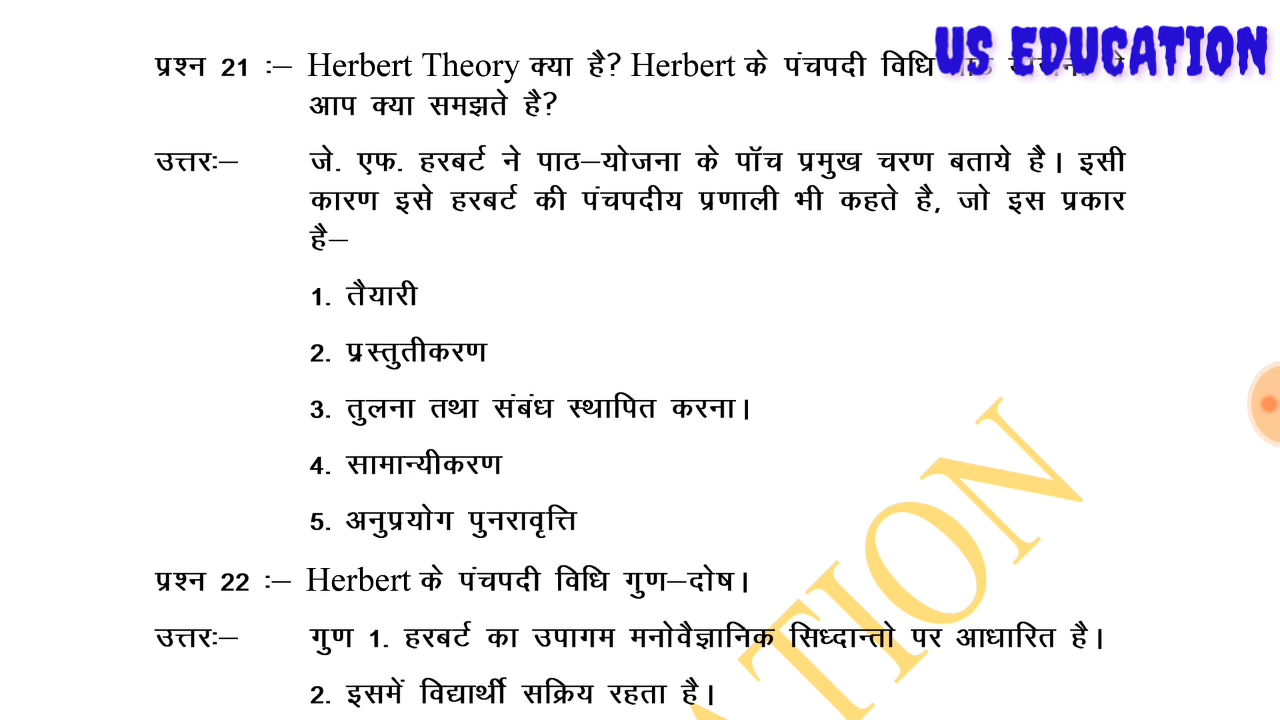 US EDUCATION
प्रश्न 21 :– Herbert Theory क्या है? Herbert के पंचपदी विधि
आप क्या समझते है?
उत्तरः– जे. एफ. हरबर्ट ने पाठ–योजना के पॉच प्रमुख चरण बताये हैे। इसी
कारण इसे हरबर्ट की पंचपदीय प्रणाली भी कहते है, जो इस प्रकार
है–
1. तैयारी
2. प्रस्तुतीकरण
3. तुलना तथा संबंध स्थापित करना।
4. सामान्यीकरण
5. अनुप्रयोग पुनरावृत्ति
प्रश्न 22 :– Herbert के पंचपदी विधि गुण–दोष।
उत्तरः– गुण 1. हरबर्ट का उपागम मनोवैज्ञानिक सिध्दान्तो पर आधारित है।
2. इसमें विद्यार्थी सक्रिय रहता है।